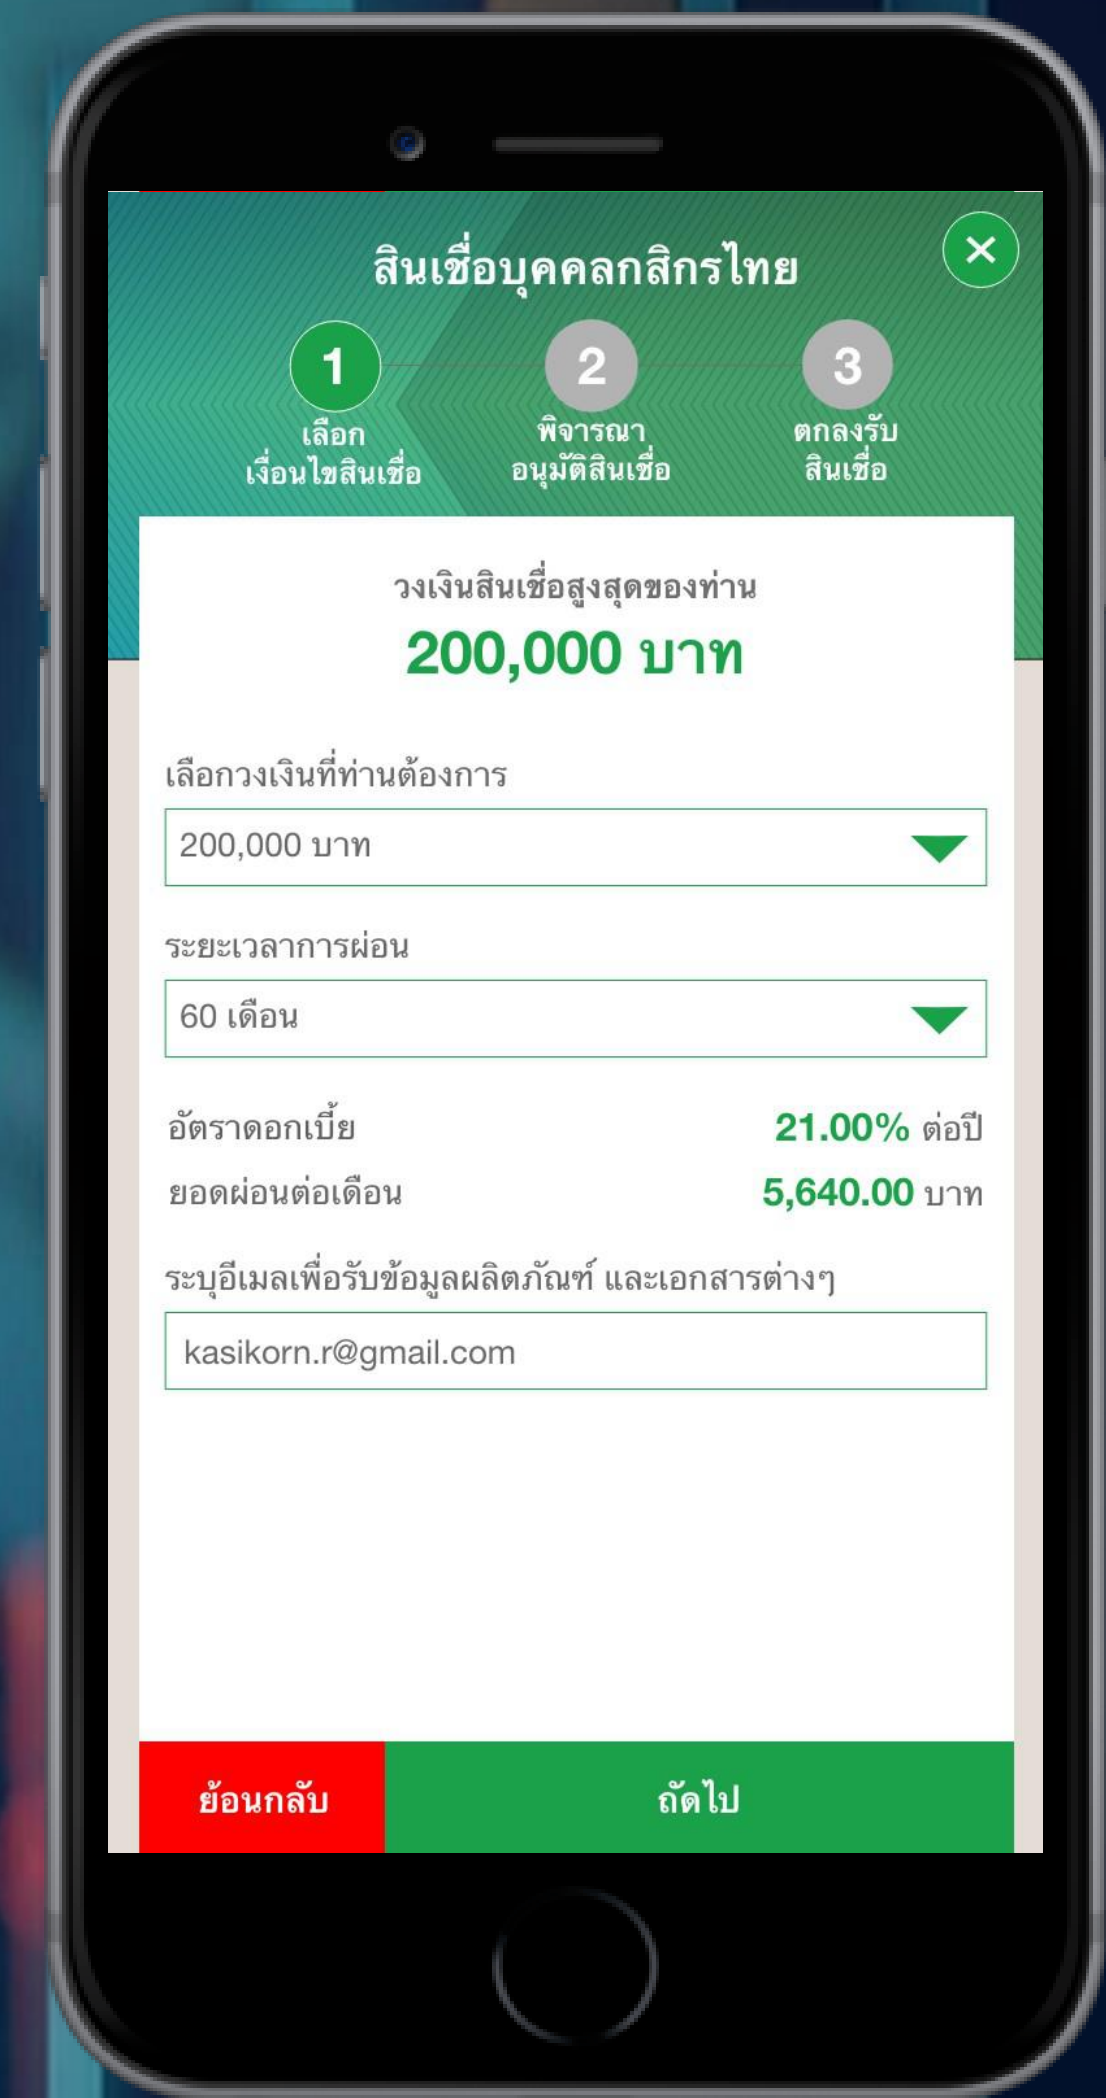 สินเชื่อบุคคลกสิกรไทย
1
2
3
เลือก
เงื่อนไขสินเชื่อ
พิจารณา
อนุมัติสินเชื่อ
ตกลงรับ
สินเชื่อ
วงเงินสินเชื่อสูงสุดของท่าน
200,000 บาท
เลือกวงเงินที่ท่านต้องการ
200,000 บาท
ระยะเวลาการผ่อน
60 เดือน
อัตราดอกเบี้ย 21.00% ต่อปี
ยอดผ่อนต่อเดือน 5,640.00 บาท
ระบุอีเมลเพื่อรับข้อมูลผลิตภัณฑ์ และเอกสารต่างๆ
kasikorn.r@gmail.com
ย้อนกลับ ถัดไป